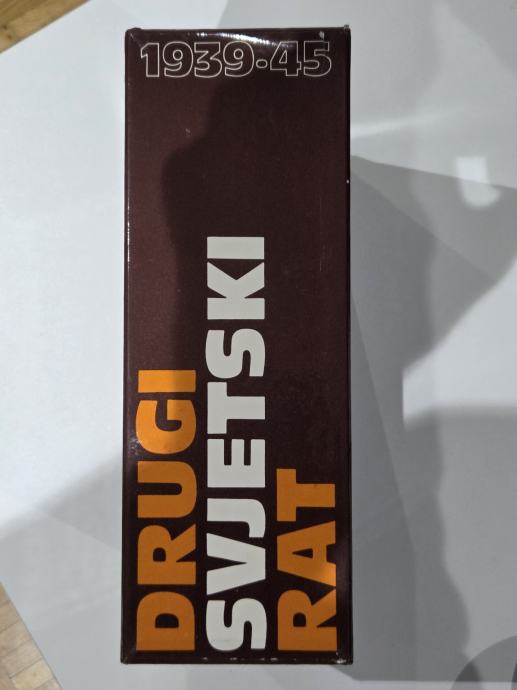 1939·45
DRUGI
SVJETSKI
RAT